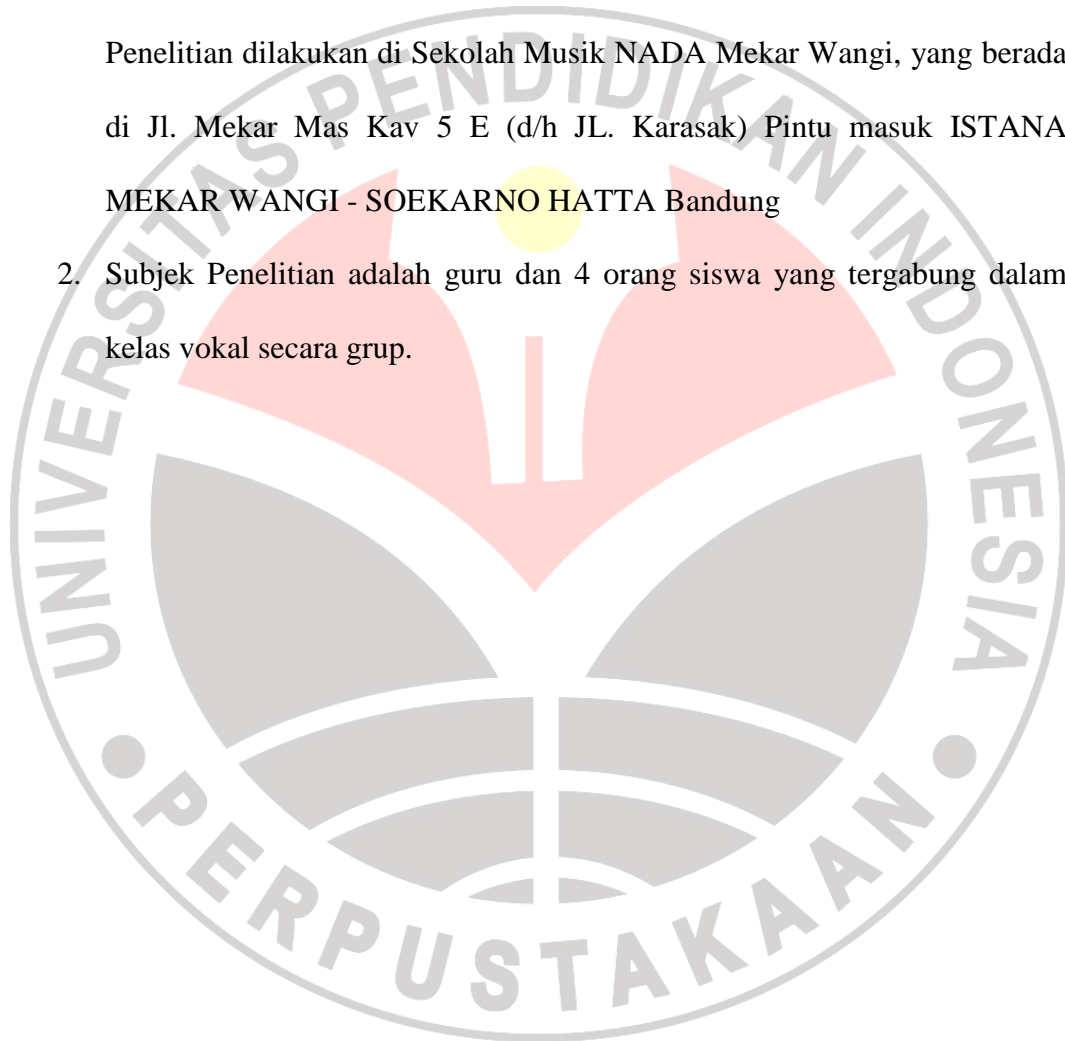 Penelitian dilakukan di Sekolah Musik NADA Mekar Wangi, yang berada
di Jl. Mekar Mas Kav 5 E (d/h JL. Karasak) Pintu masuk ISTANA
MEKAR WANGI - SOEKARNO HATTA Bandung
2. Subjek Penelitian adalah guru dan 4 orang siswa yang tergabung dalam
kelas vokal secara grup.
UNIVERSITAS PENDIDIKAN INDONESIA
PERPUSTAKAAN